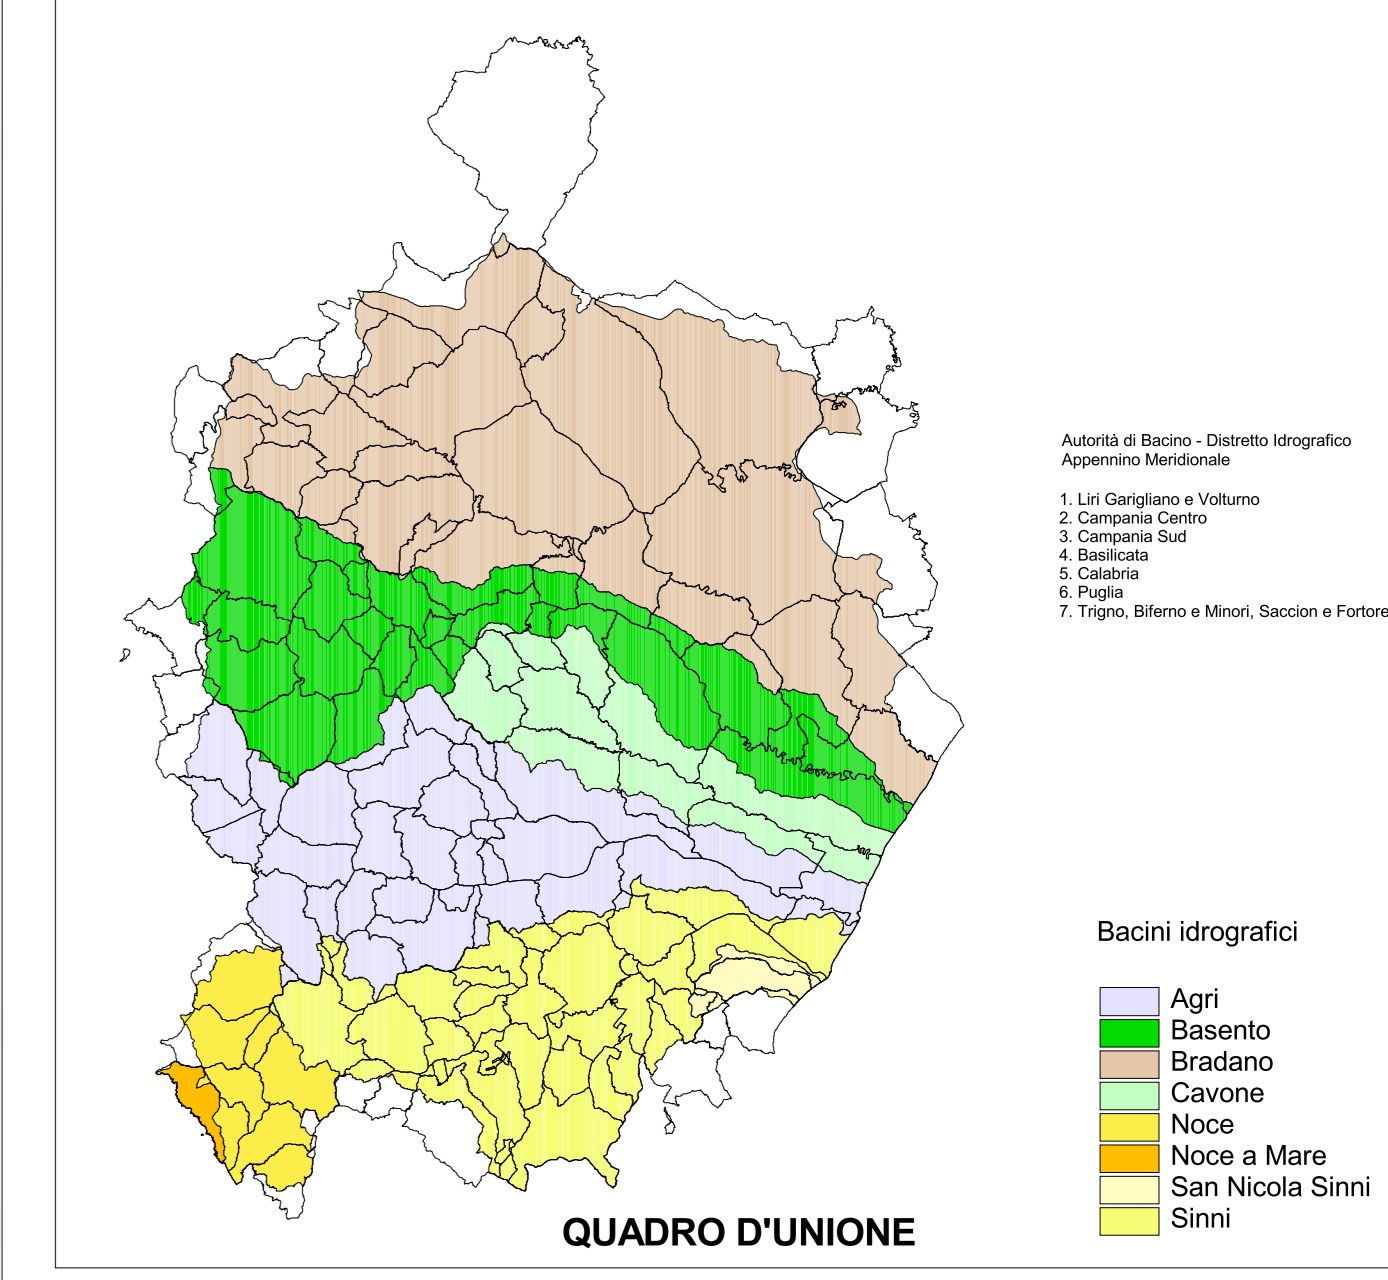 Autorità di Bacino - Distretto Idrografico
Appennino Meridionale
1. Liri Garigliano e Volturno
2. Campania Centro
3. Campania Sud
4. Basilicata
5. Calabria
6. Puglia
7. Trigno, Biferno e Minori, Saccion e Fortore
Bacini idrografici
Agri
Basento
Bradano
Cavone
Noce
Noce a Mare
San Nicola Sinni
Sinni
QUADRO D'UNIONE